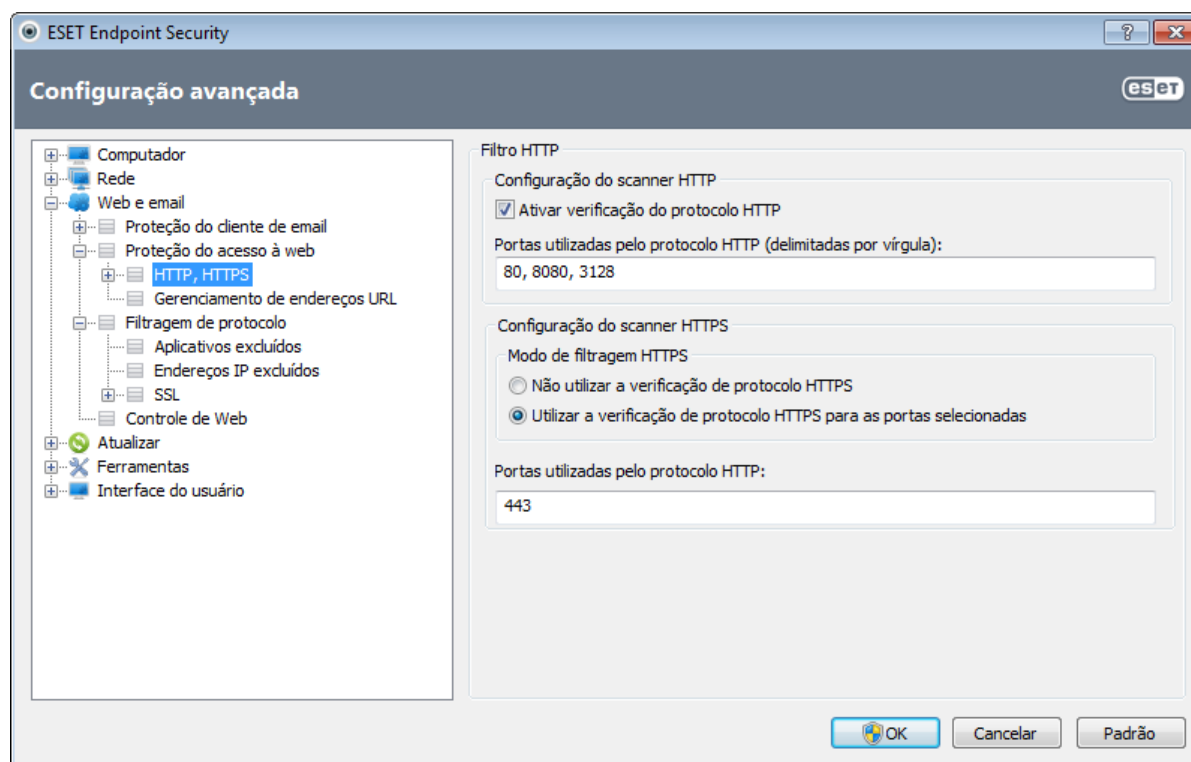 ESET Endpoint Security
?
Configuração avançada
eset
Computador
Rede
Web e email
Proteção do cliente de email
Proteção do acesso à web
HTTP, HTTPS
Gerenciamento de endereços URL
Filtragem de protocolo
Aplicativos excluídos
Endereços IP excluídos
SSL
Controle de Web
Atualizar
Ferramentas
Interface do usuário
Filtro HTTP
Configuração do scanner HTTP
Ativar verificação do protocolo HTTP
Portas utilizadas pelo protocolo HTTP (delimitadas por vírgula):
80, 8080, 3128
Configuração do scanner HTTPS
Modo de filtragem HTTPS
Não utilizar a verificação de protocolo HTTPS
Utilizar a verificação de protocolo HTTPS para as portas selecionadas
Portas utilizadas pelo protocolo HTTP:
443
OK
Cancelar
Padrão